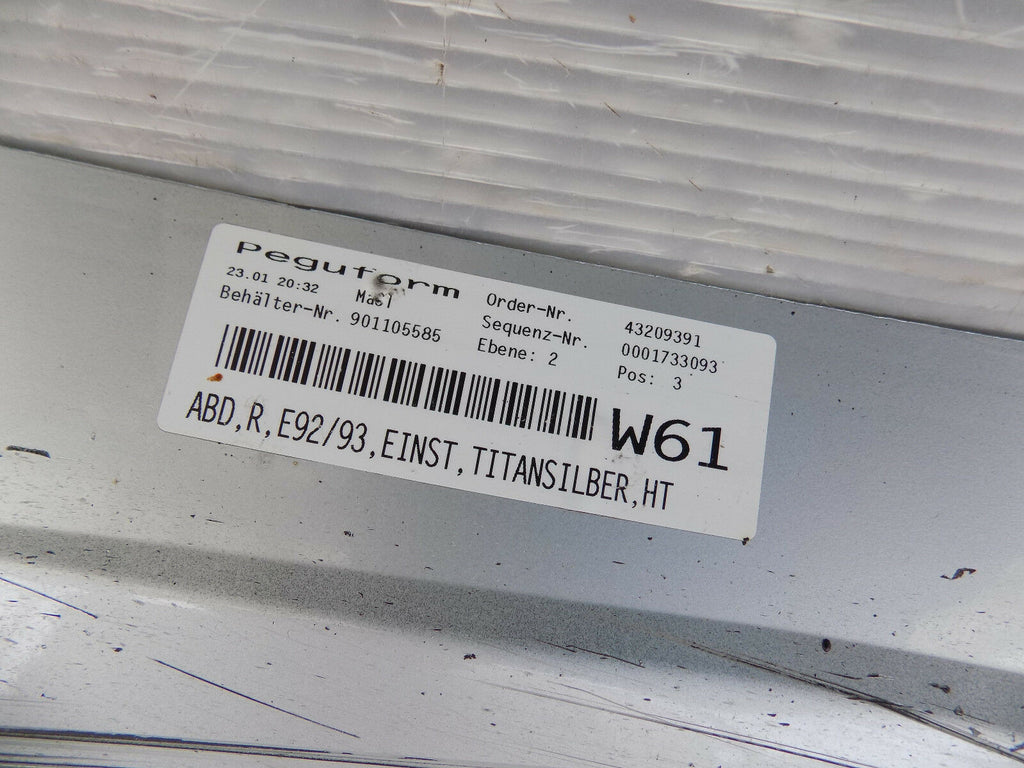 Peguform
23.01 20:32 Mas1
Behälter-Nr. 901105585
Order-Nr. 43209391
Sequenz-Nr. 0001733093
Ebene: 2 Pos: 3
W61
ABD,R,E92/93,EINST,TITANSILBER,HT